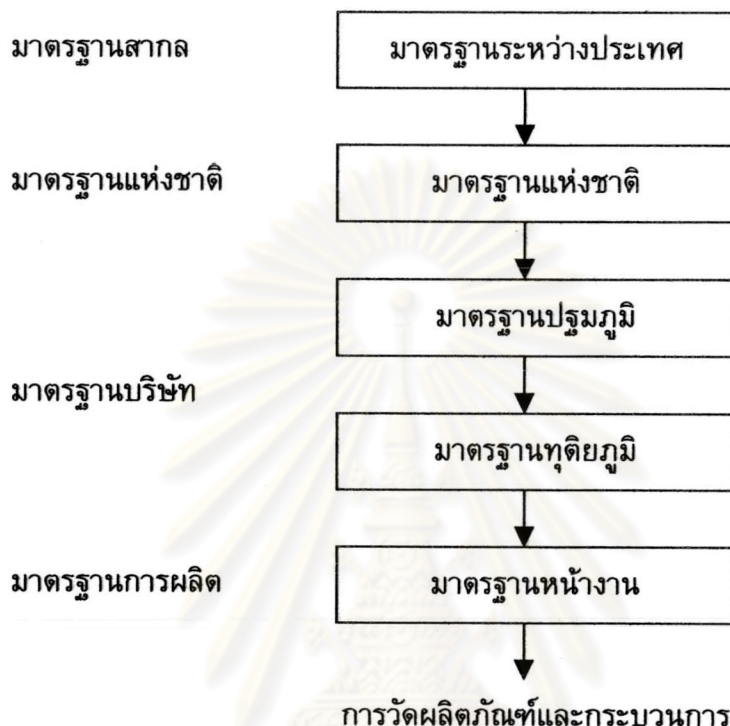 มาตรฐานสากล มาตรฐานระหว่างประเทศ
มาตรฐานแห่งชาติ มาตรฐานแห่งชาติ
มาตรฐานปฐมภูมิ
มาตรฐานบริษัท
มาตรฐานทุติยภูมิ
มาตรฐานการผลิต มาตรฐานหน้างาน
การวัดผลิตภัณฑ์และกระบวนการ